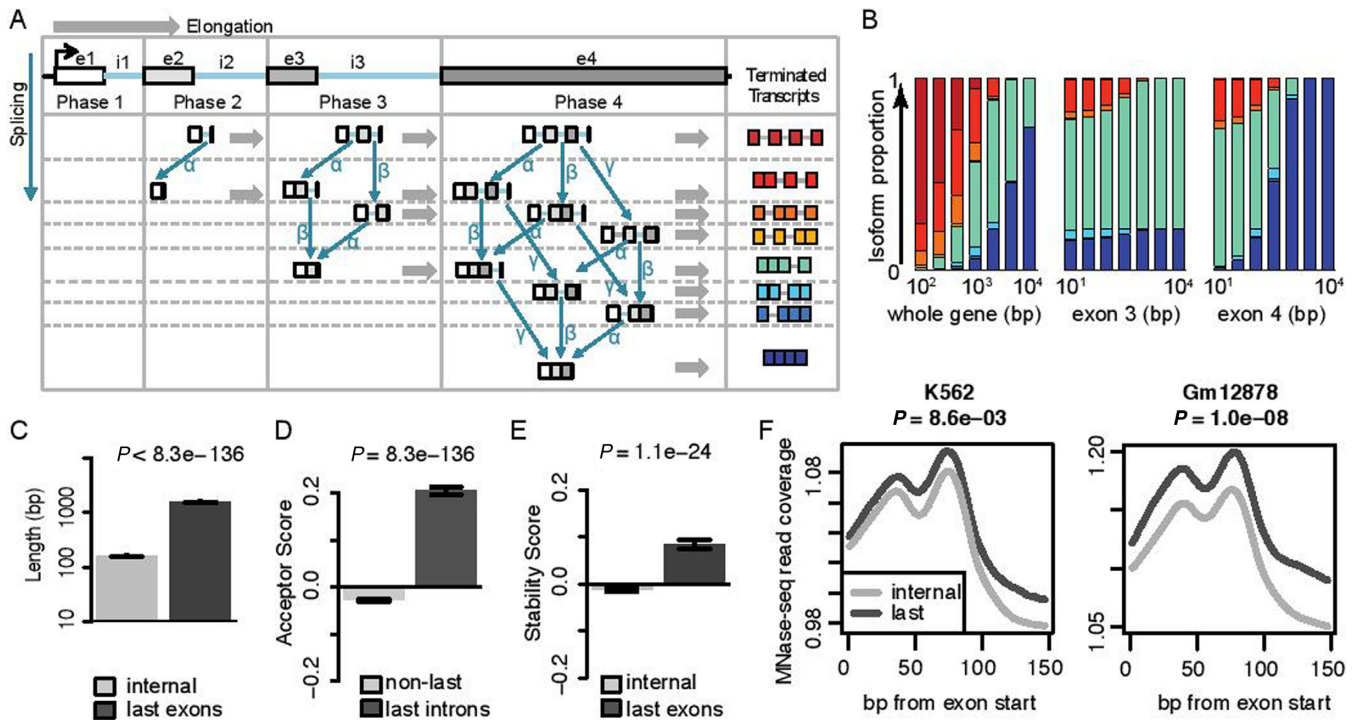 A
Elongation
Splicing
e1
i1
e2
i2
e3
i3
e4
Phase 1
Phase 2
Phase 3
Phase 4
Terminated
Transcripts
α
α
β
α
β
γ
β
α
β
α
γ
γ
β
α
B
Isoform proportion
1
0
10²
10³
10⁴
whole gene (bp)
10¹
10⁴
exon 3 (bp)
10¹
10⁴
exon 4 (bp)
C
P < 8.3e−136
Length (bp)
1000
100
10
internal
last exons
D
P = 8.3e−136
Acceptor Score
0.2
0.0
−0.2
non-last
last introns
E
P = 1.1e−24
Stability Score
0.2
0.0
−0.2
internal
last exons
F
K562
P = 8.6e−03
MNase-seq read coverage
1.08
0.98
internal
last
0 50 100 150
bp from exon start
Gm12878
P = 1.0e−08
1.20
1.05
0 50 100 150
bp from exon start